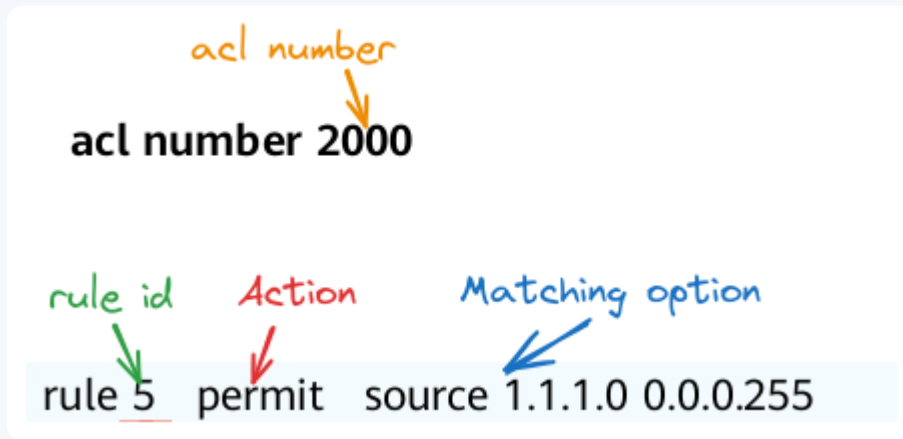 acl number
acl number 2000
rule id Action Matching option
rule 5 permit source 1.1.1.0 0.0.0.255